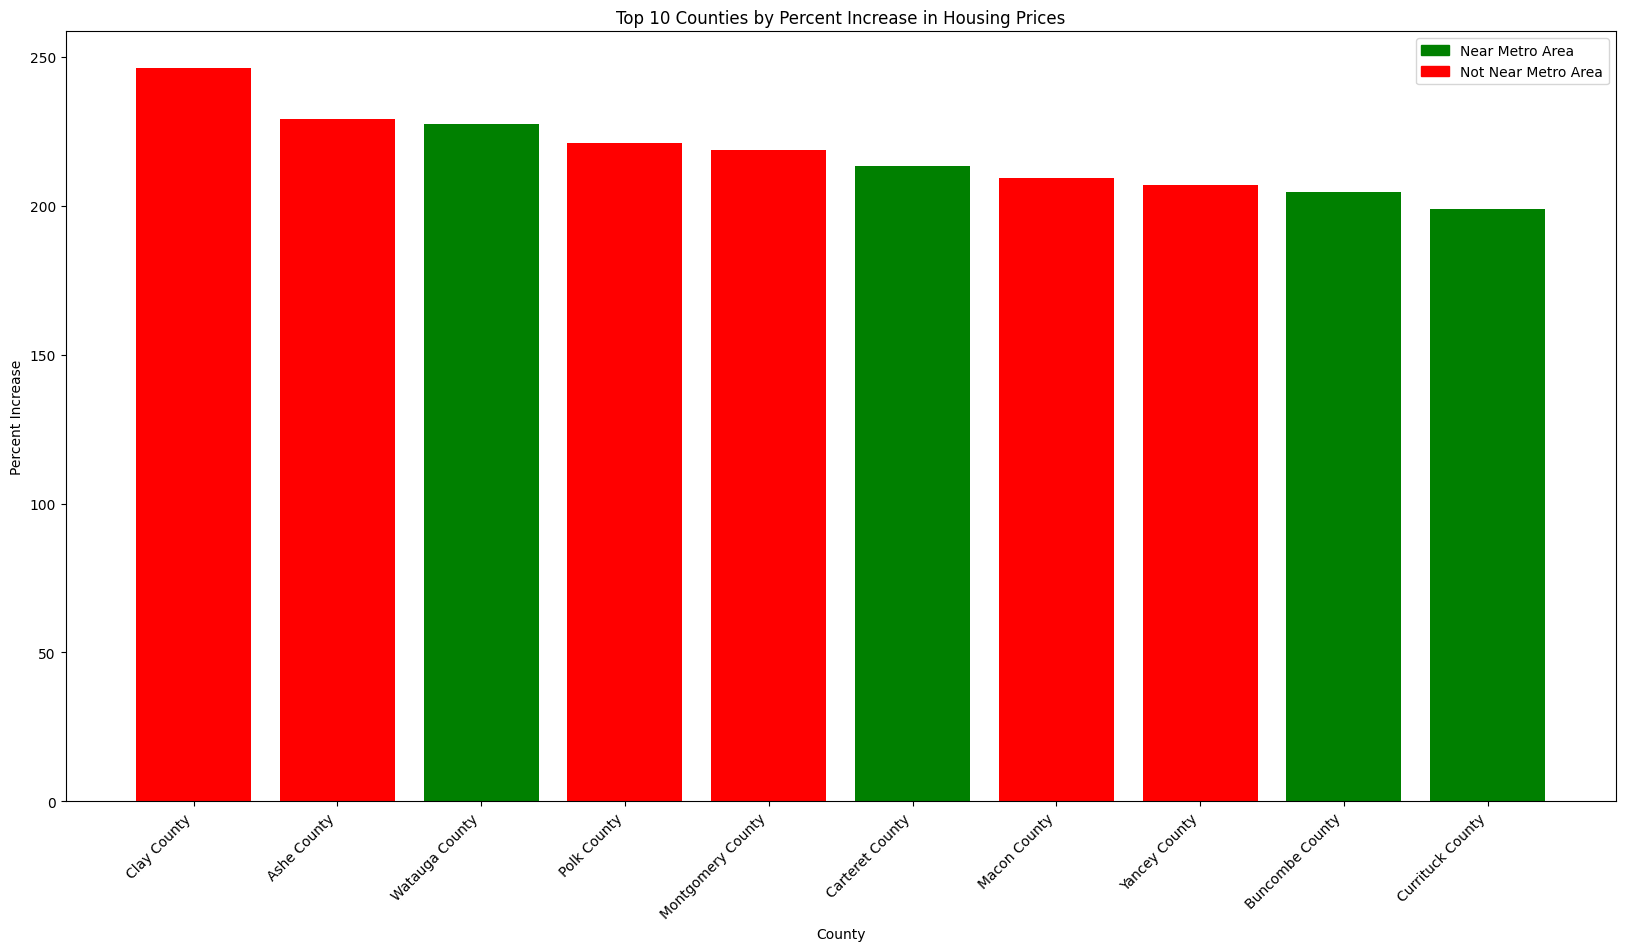 Top 10 Counties by Percent Increase in Housing Prices
Near Metro Area
Not Near Metro Area
Percent Increase
250
200
150
100
50
0
Clay County
Ashe County
Watauga County
Polk County
Montgomery County
Carteret County
Macon County
Yancey County
Buncombe County
Currituck County
County